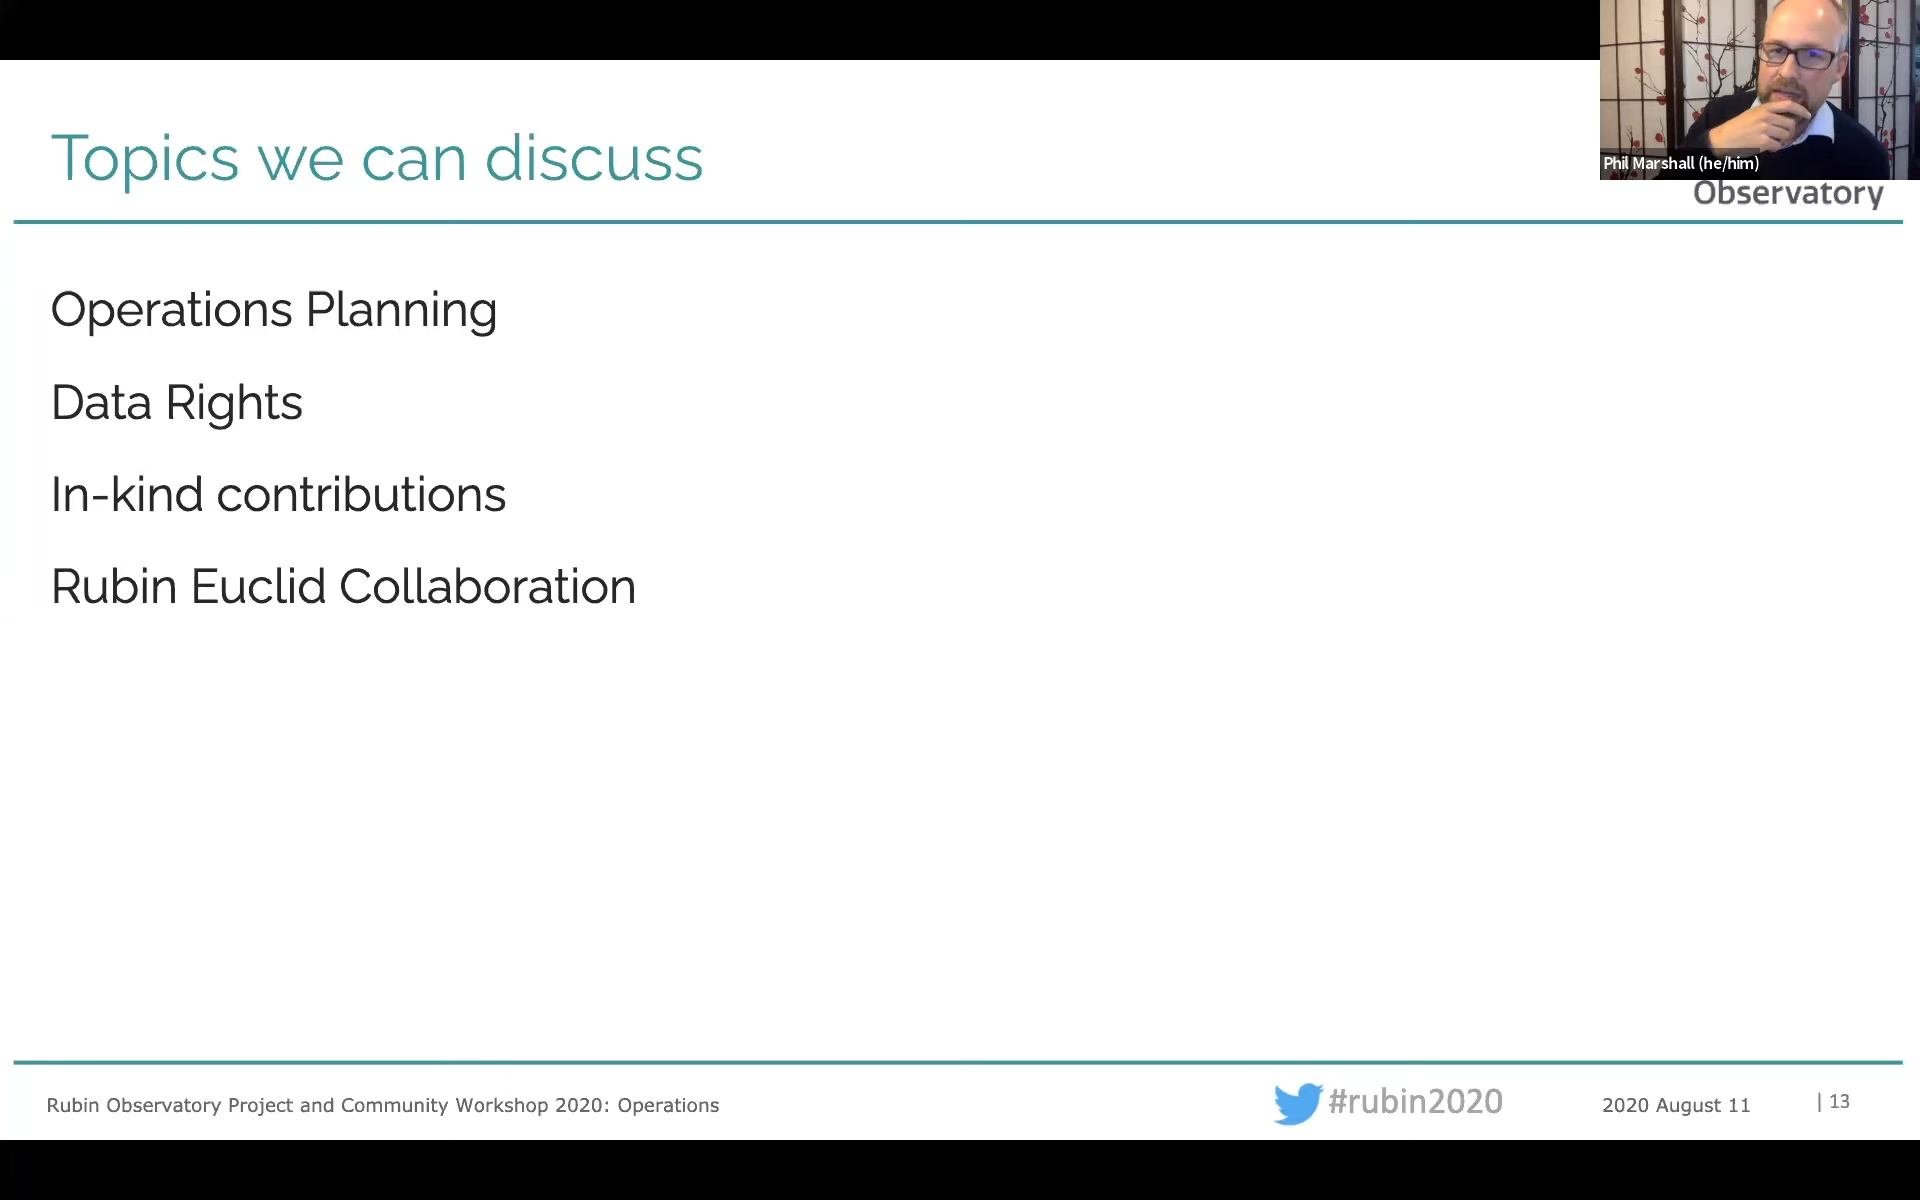 Topics we can discuss
Phil Marshall (he/him)
Observatory
Operations Planning
Data Rights
In-kind contributions
Rubin Euclid Collaboration
Rubin Observatory Project and Community Workshop 2020: Operations
#rubin2020
2020 August 11
| 13